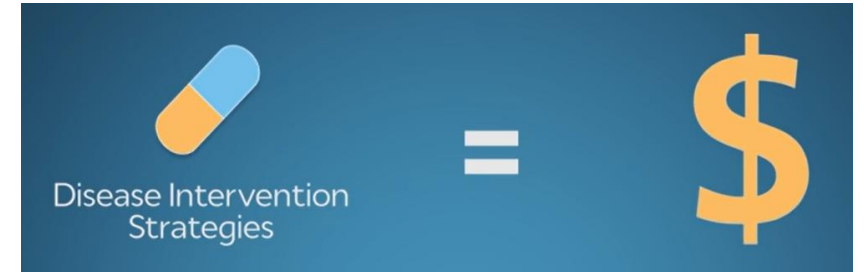 Disease Intervention
Strategies
=
$